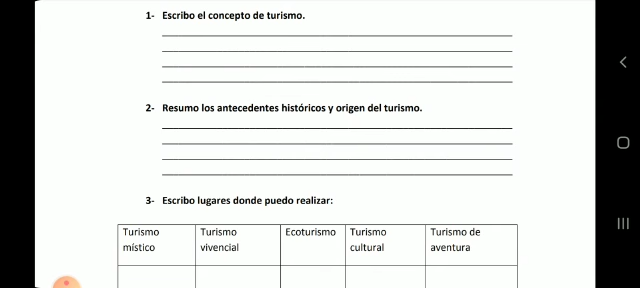 1- Escribo el concepto de turismo.
2- Resumo los antecedentes históricos y origen del turismo.
3- Escribo lugares donde puedo realizar:
Turismo místico
Turismo vivencial
Ecoturismo
Turismo cultural
Turismo de aventura